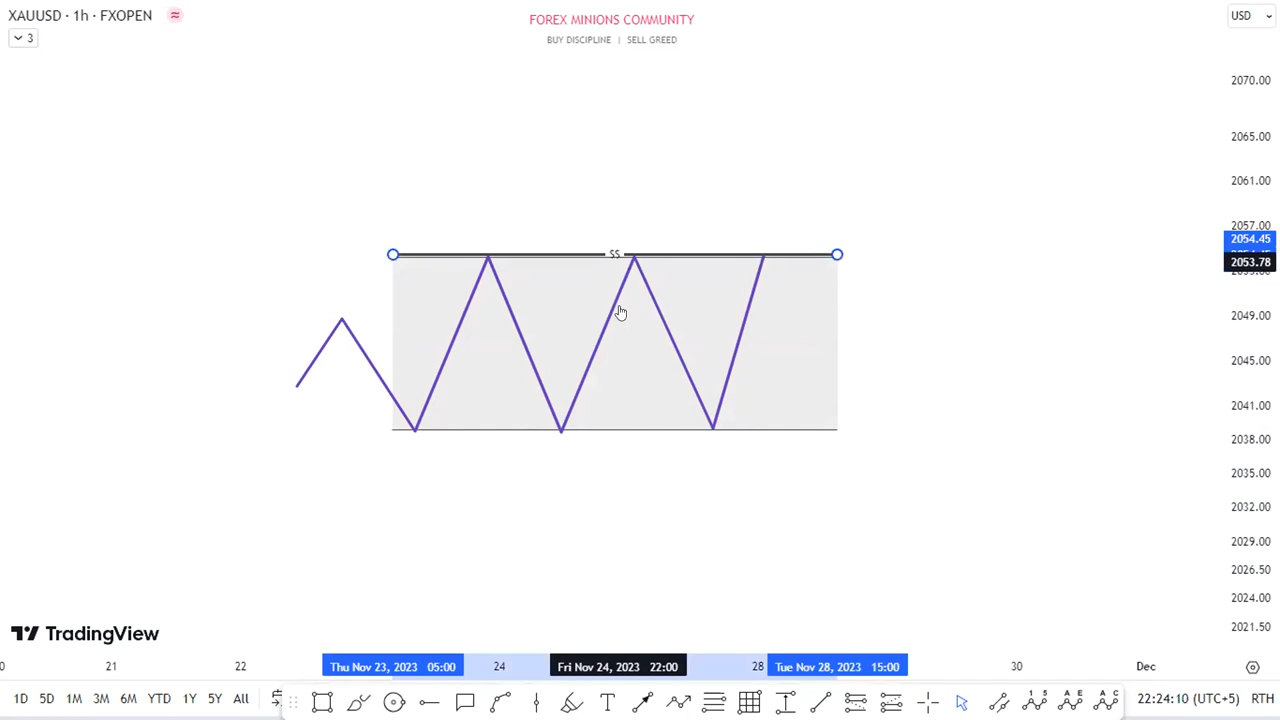 XAUUSD · 1h · FXOPEN
3
FOREX MINIONS COMMUNITY
BUY DISCIPLINE | SELL GREED
USD
2070.00
2065.00
2061.00
2057.00
2054.45
2053.78
2049.00
2045.00
2041.00
2038.00
2035.00
2032.00
2029.00
2026.50
2024.00
2021.50
$$
TradingView
0 21 22 Thu Nov 23, 2023 05:00 24 Fri Nov 24, 2023 22:00 28 Tue Nov 28, 2023 15:00 30 Dec
1D 5D 1M 3M 6M YTD 1Y 5Y All
22:24:10 (UTC+5) RTH